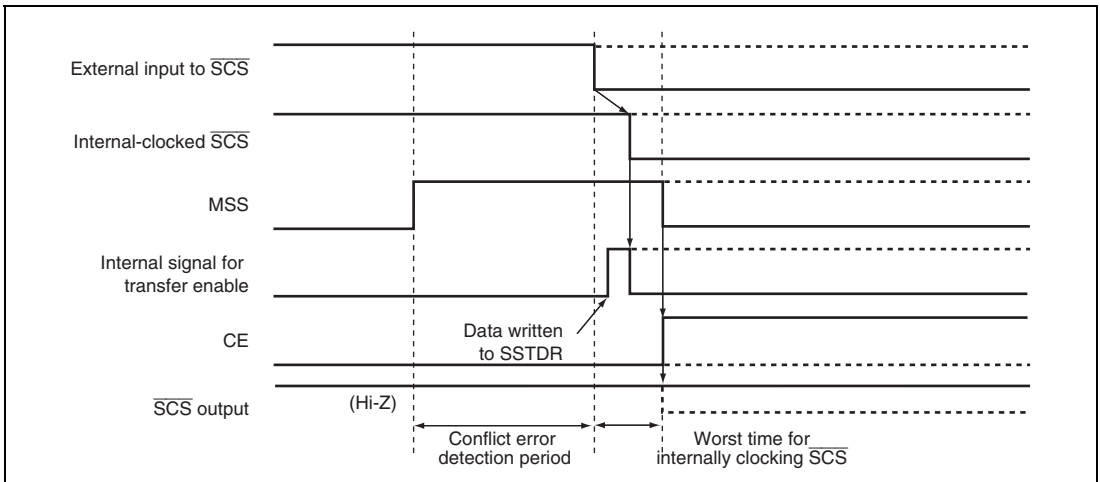 External input to SCS
Internal-clocked SCS
MSS
Internal signal for
transfer enable
CE
Data written
to SSTDR
SCS output
(Hi-Z)
Conflict error
detection period
Worst time for
internally clocking SCS